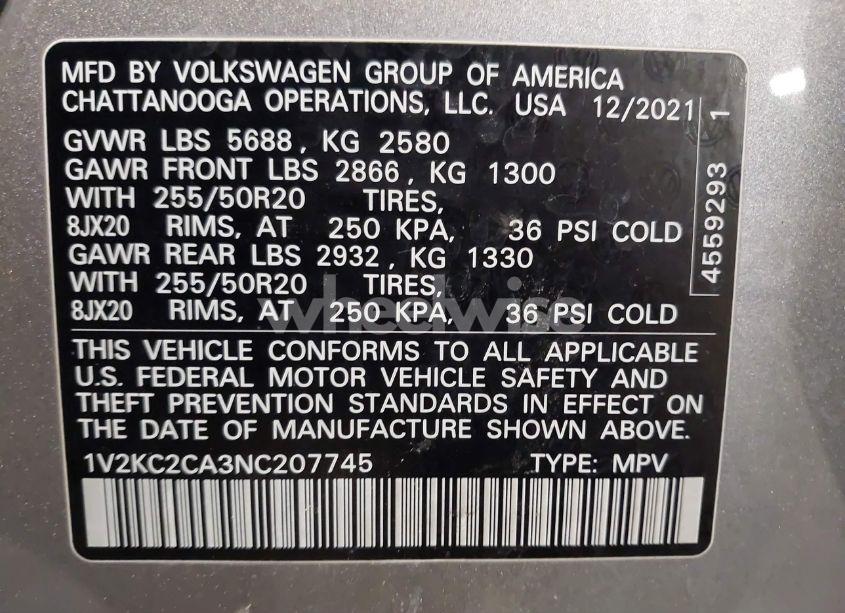 MFD BY VOLKSWAGEN GROUP OF AMERICA
CHATTANOOGA OPERATIONS, LLC. USA 12/2021
GVWR LBS 5688, KG 2580
GAWR FRONT LBS 2866, KG 1300
WITH 255/50R20 TIRES,
8JX20 RIMS, AT 250 KPA, 36 PSI COLD
GAWR REAR LBS 2932, KG 1330
WITH 255/50R20 TIRES,
8JX20 RIMS, AT 250 KPA, 36 PSI COLD
THIS VEHICLE CONFORMS TO ALL APPLICABLE
U.S. FEDERAL MOTOR VEHICLE SAFETY AND
THEFT PREVENTION STANDARDS IN EFFECT ON
THE DATE OF MANUFACTURE SHOWN ABOVE.
1V2KC2CA3NC207745 TYPE: MPV
4559293 1
wheelwise